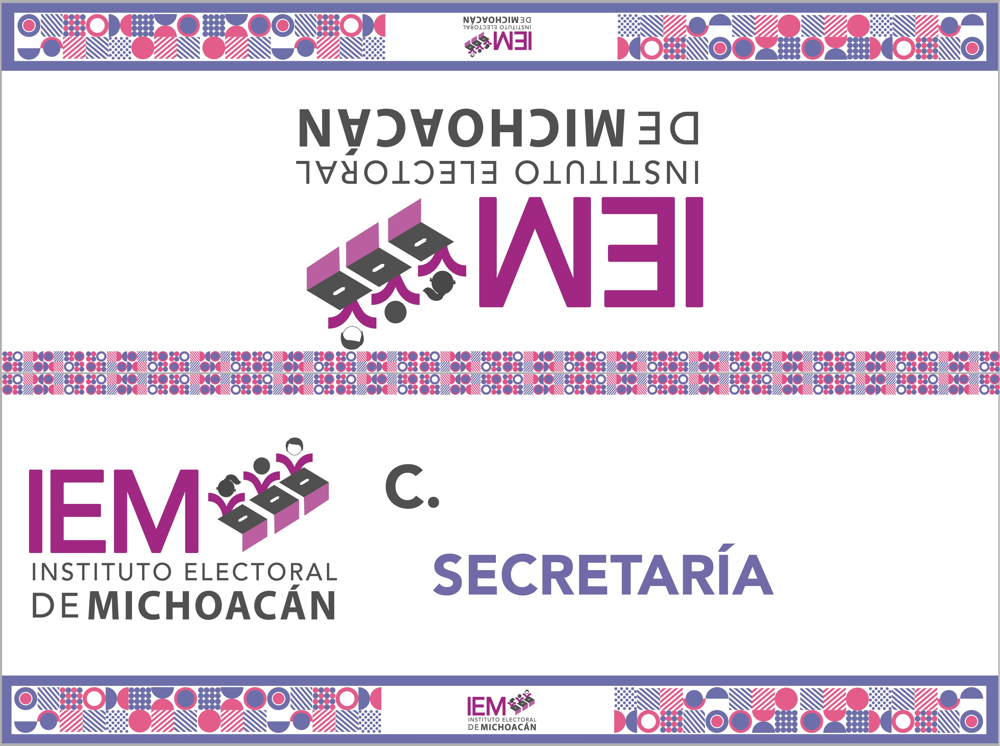 IEM
INSTITUTO ELECTORAL
DE MICHOACÁN
IEM
INSTITUTO ELECTORAL
DE MICHOACÁN
IEM
INSTITUTO ELECTORAL
DE MICHOACÁN
C.
SECRETARÍA
IEM
INSTITUTO ELECTORAL
DE MICHOACÁN